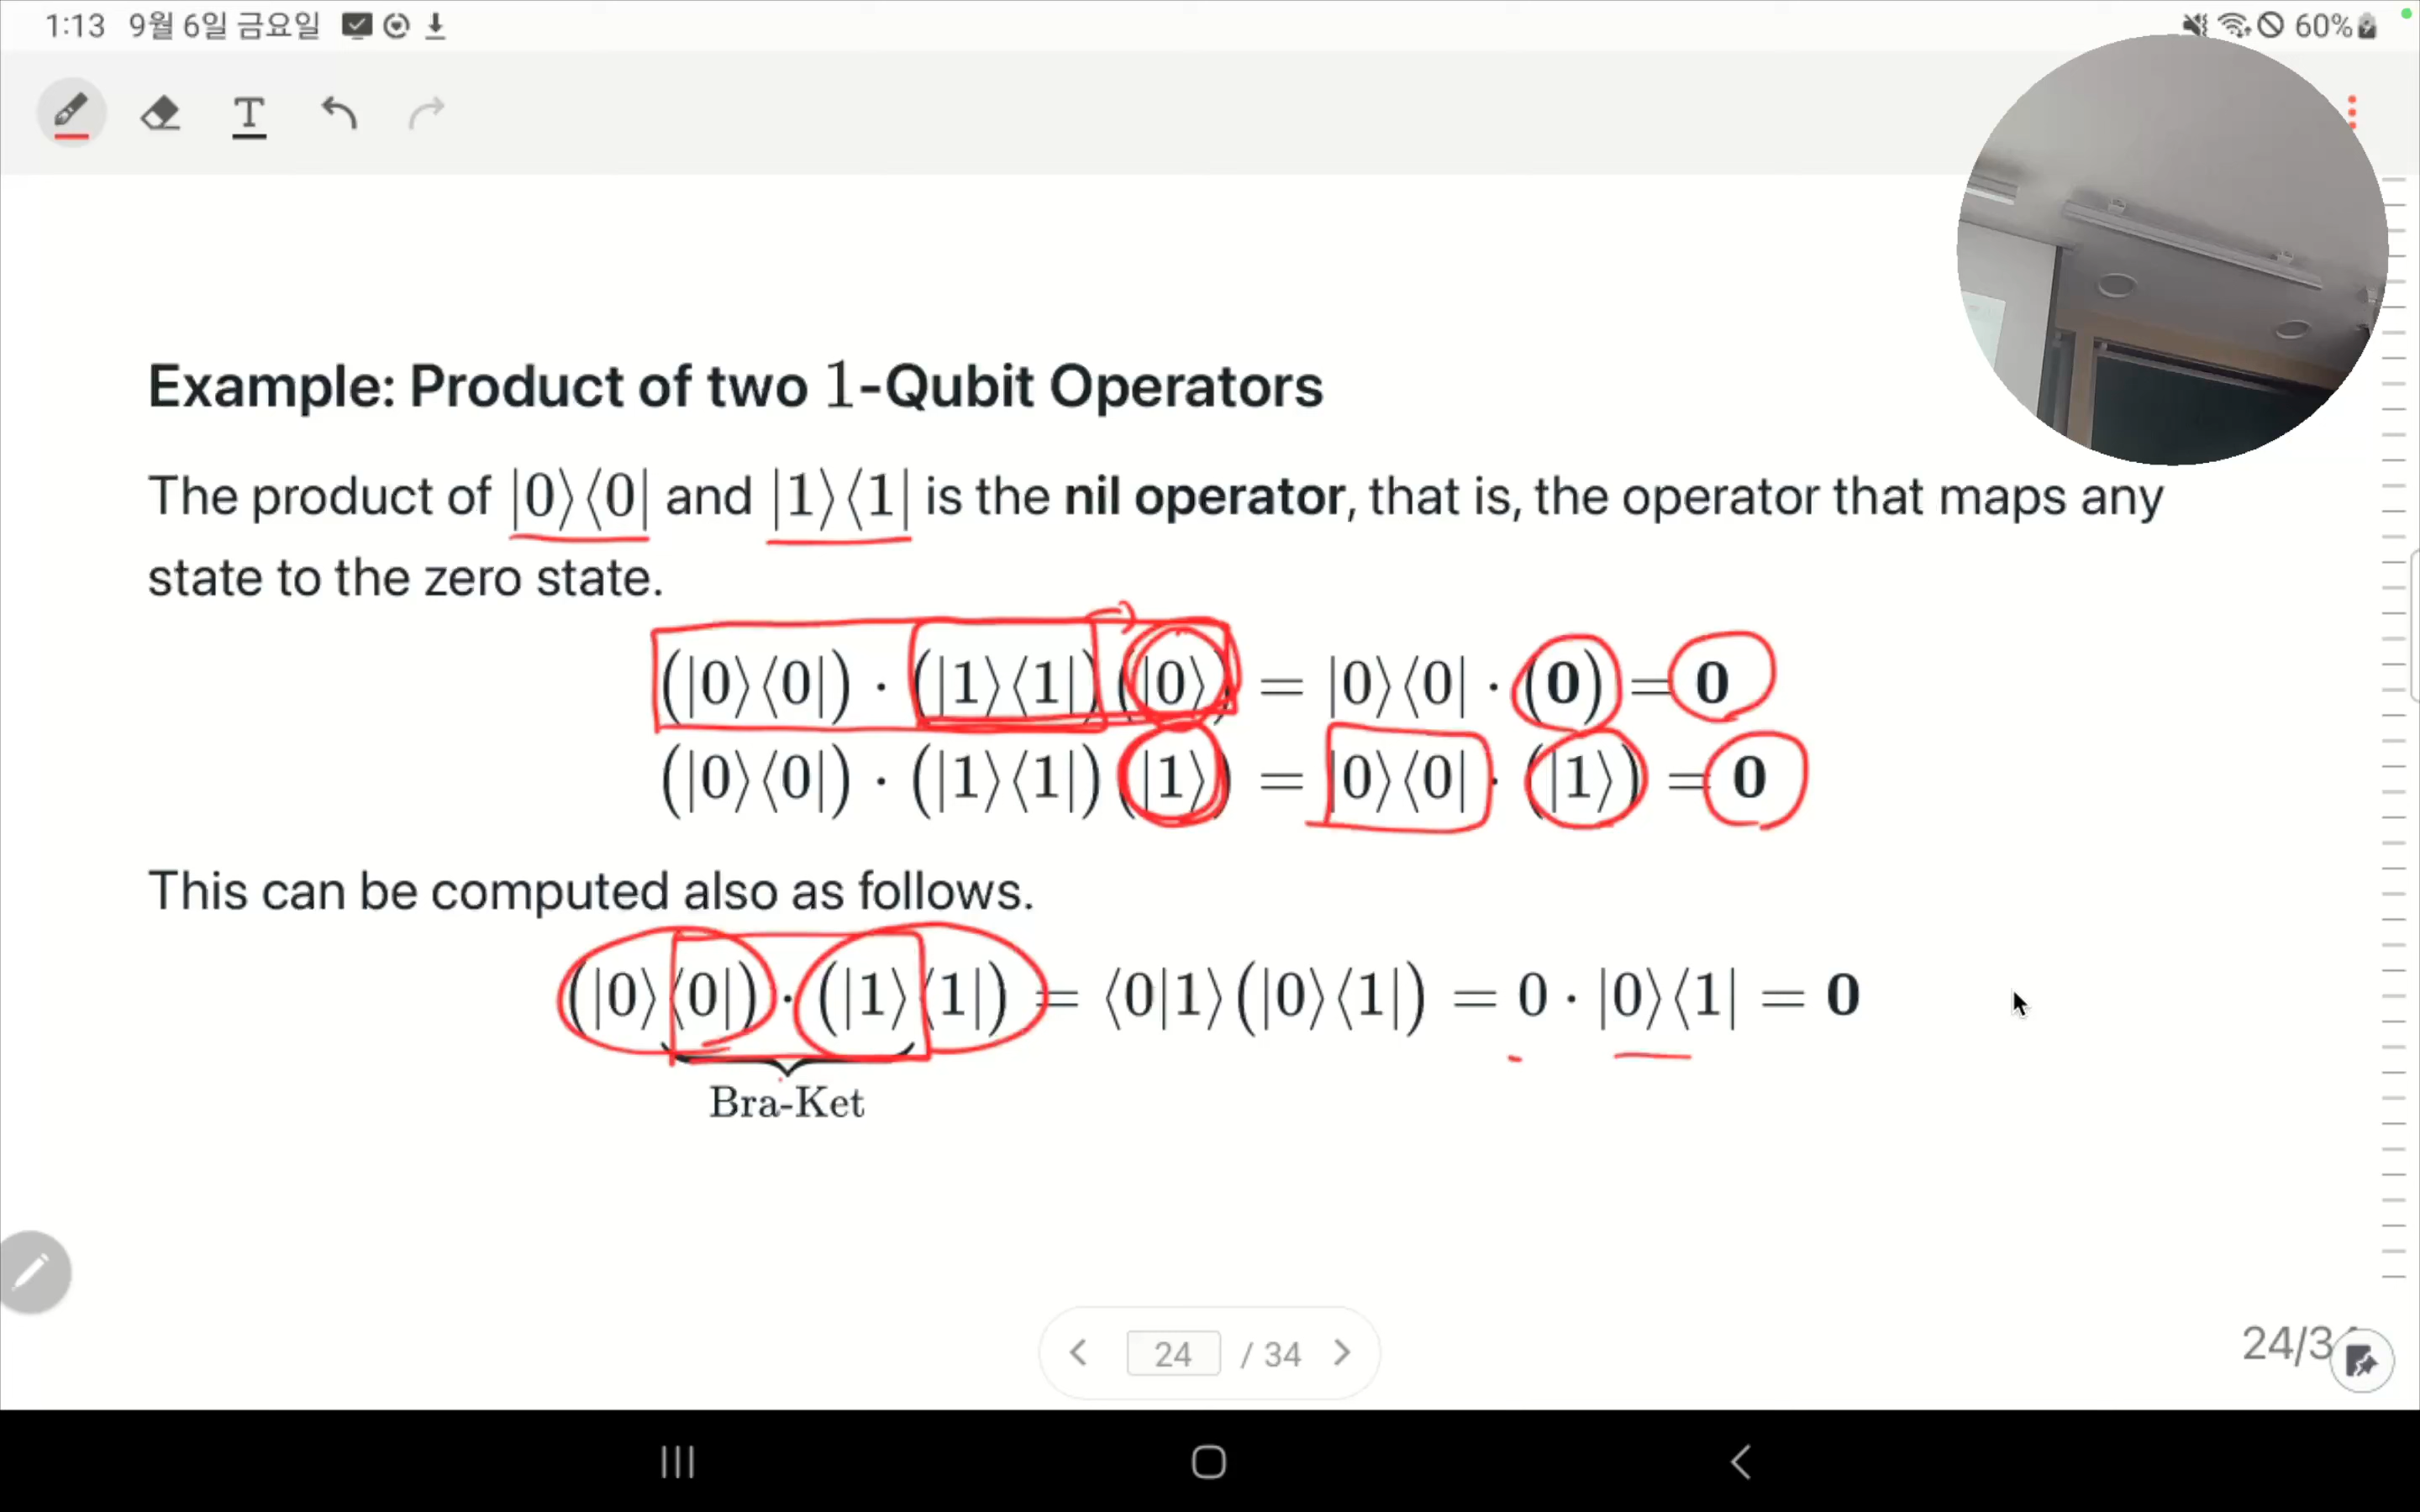 1:13 9월 6일 금요일 60%
T
Example: Product of two 1-Qubit Operators
The product of |0⟩⟨0| and |1⟩⟨1| is the nil operator, that is, the operator that maps any
state to the zero state.
(|0⟩⟨0|) · (|1⟩⟨1|) (|0⟩) = |0⟩⟨0| · (0) = 0
(|0⟩⟨0|) · (|1⟩⟨1|) (|1⟩) = |0⟩⟨0| · (|1⟩) = 0
This can be computed also as follows.
(|0⟩⟨0|) · (|1⟩⟨1|) = ⟨0|1⟩(|0⟩⟨1|) = 0 · |0⟩⟨1| = 0
Bra-Ket
24 / 34
24/3